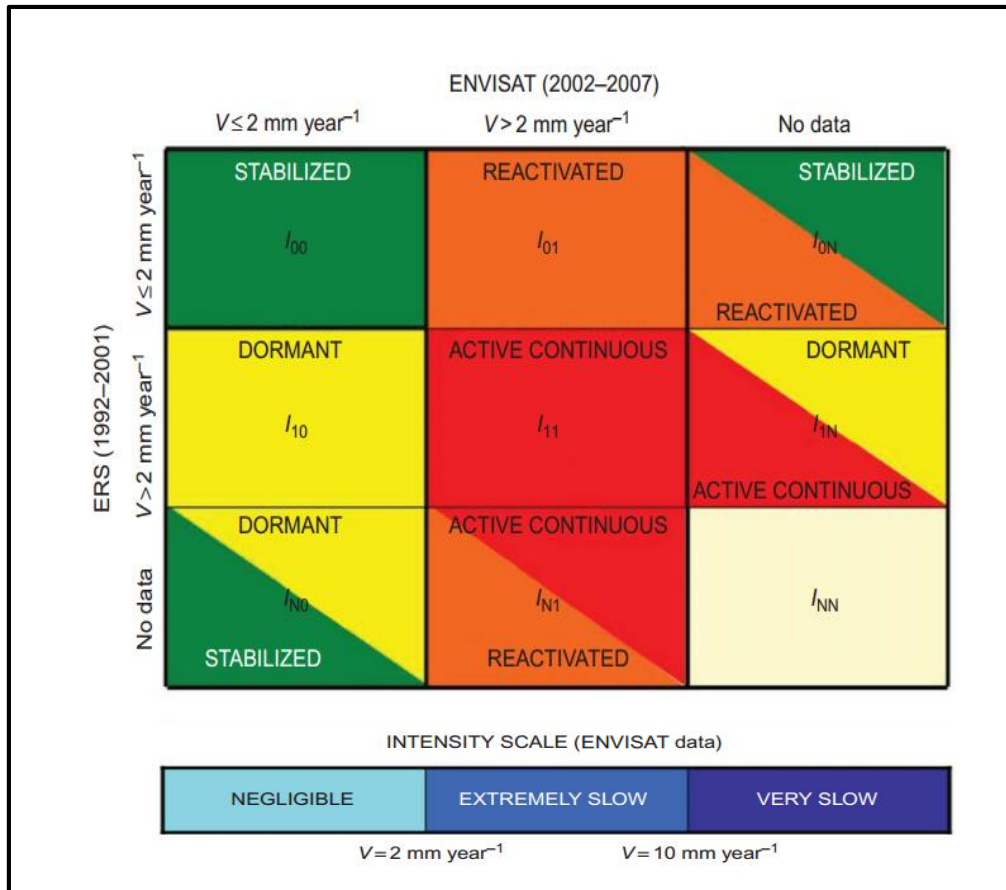 ENVISAT (2002–2007)
V ≤ 2 mm year⁻¹
V > 2 mm year⁻¹
No data
ERS (1992–2001)
V ≤ 2 mm year⁻¹
STABILIZED
I₀₀
REACTIVATED
I₀₁
STABILIZED
I₀N
REACTIVATED
V > 2 mm year⁻¹
DORMANT
I₁₀
ACTIVE CONTINUOUS
I₁₁
DORMANT
I₁N
ACTIVE CONTINUOUS
No data
DORMANT
IN₀
STABILIZED
ACTIVE CONTINUOUS
IN₁
REACTIVATED
INN
INTENSITY SCALE (ENVISAT data)
NEGLIGIBLE
EXTREMELY SLOW
VERY SLOW
V = 2 mm year⁻¹
V = 10 mm year⁻¹